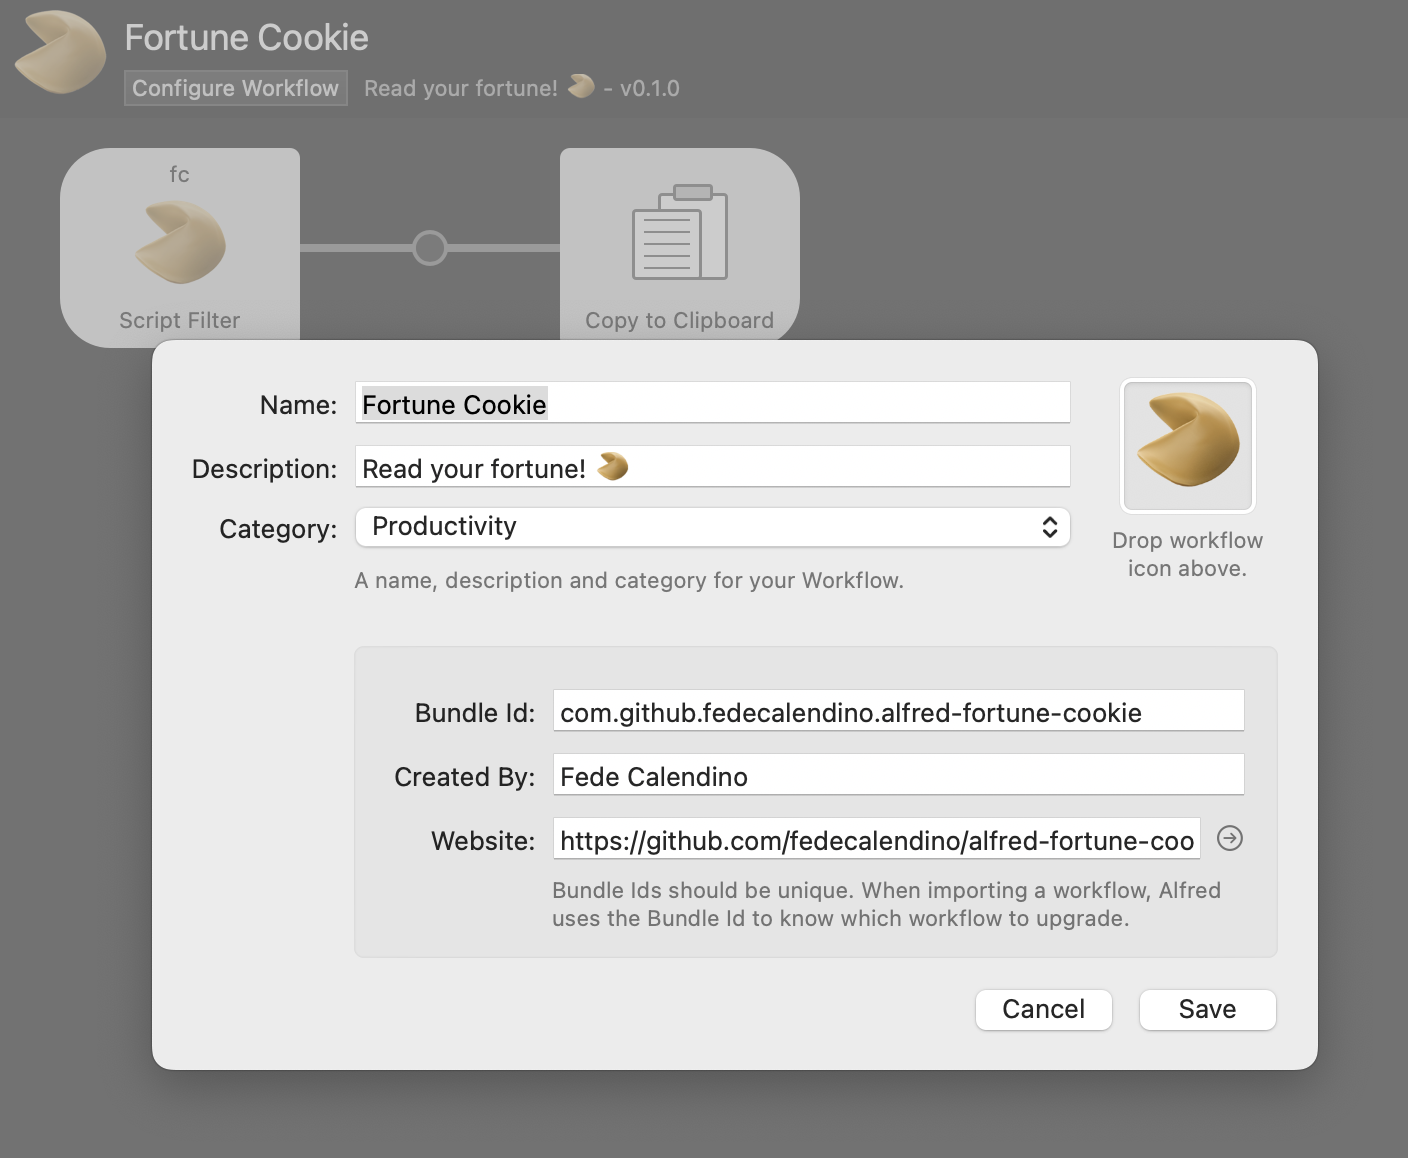 Fortune Cookie
Configure Workflow Read your fortune! 🥠 - v0.1.0
fc
Script Filter
Copy to Clipboard
Name: Fortune Cookie
Description: Read your fortune! 🥠
Category: Productivity
A name, description and category for your Workflow.
Drop workflow
icon above.
Bundle Id: com.github.fedecalendino.alfred-fortune-cookie
Created By: Fede Calendino
Website: https://github.com/fedecalendino/alfred-fortune-coo
Bundle Ids should be unique. When importing a workflow, Alfred
uses the Bundle Id to know which workflow to upgrade.
Cancel Save